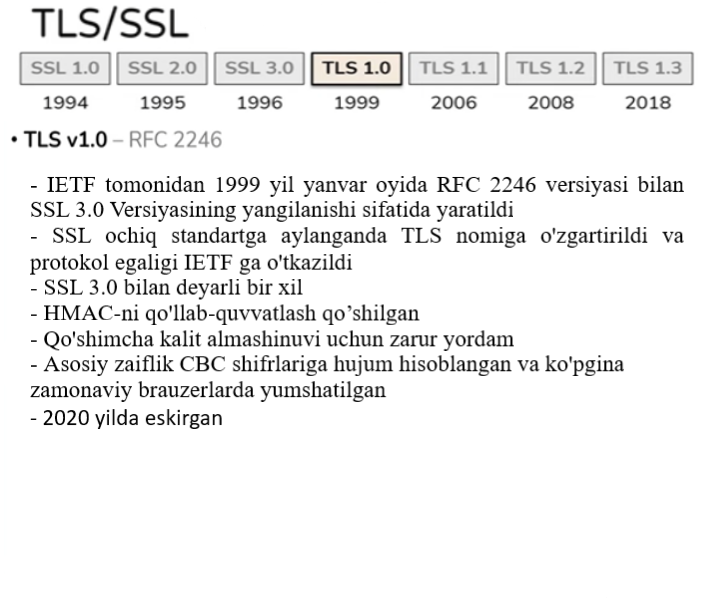 TLS/SSL
SSL 1.0 SSL 2.0 SSL 3.0 TLS 1.0 TLS 1.1 TLS 1.2 TLS 1.3
1994 1995 1996 1999 2006 2008 2018
• TLS v1.0 – RFC 2246
- IETF tomonidan 1999 yil yanvar oyida RFC 2246 versiyasi bilan
SSL 3.0 Versiyasining yangilanishi sifatida yaratildi
- SSL ochiq standartga aylanganda TLS nomiga o'zgartirildi va
protokol egaligi IETF ga o'tkazildi
- SSL 3.0 bilan deyarli bir xil
- HMAC-ni qo'llab-quvvatlash qo’shilgan
- Qo'shimcha kalit almashinuvi uchun zarur yordam
- Asosiy zaiflik CBC shifrlariga hujum hisoblangan va ko'pgina
zamonaviy brauzerlarda yumshatilgan
- 2020 yilda eskirgan